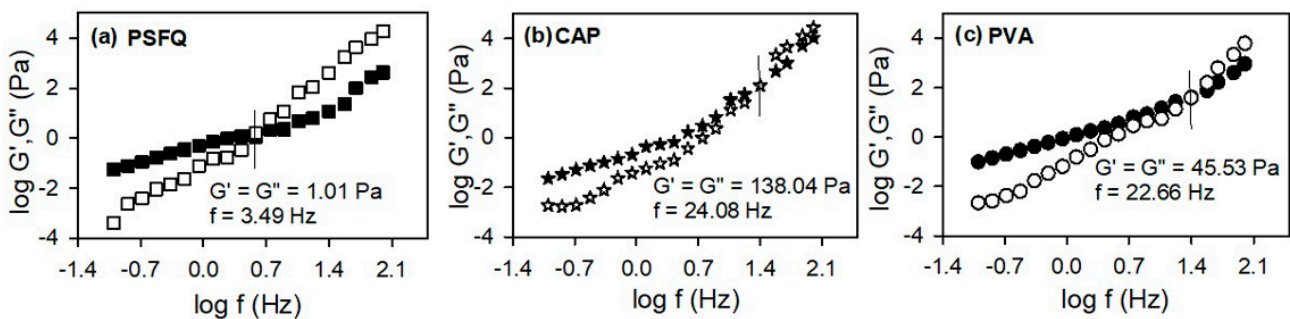 (a) PSFQ
log G',G" (Pa)
4
2
0
-2
-4
G' = G" = 1.01 Pa
f = 3.49 Hz
-1.4 -0.7 0.0 0.7 1.4 2.1
log f (Hz)
(b) CAP
log G',G" (Pa)
4
2
0
-2
-4
G' = G" = 138.04 Pa
f = 24.08 Hz
-1.4 -0.7 0.0 0.7 1.4 2.1
log f (Hz)
(c) PVA
log G',G" (Pa)
4
2
0
-2
-4
G' = G" = 45.53 Pa
f = 22.66 Hz
-1.4 -0.7 0.0 0.7 1.4 2.1
log f (Hz)